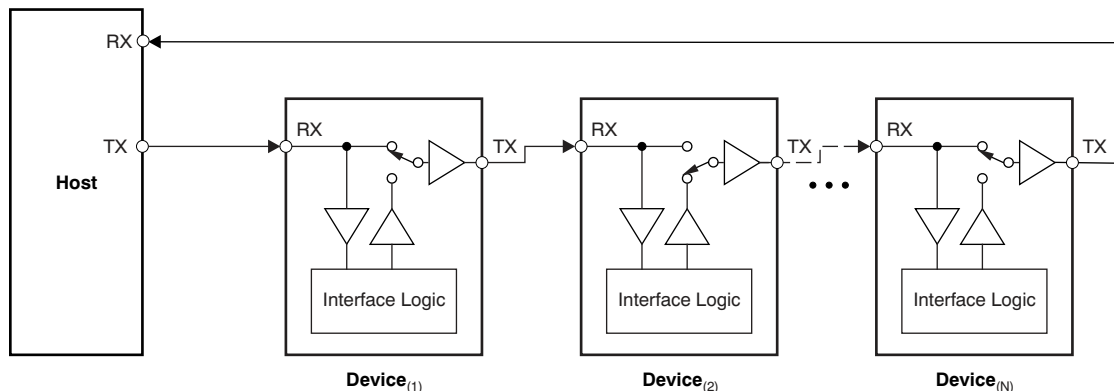 RX
TX
Host
RX
TX
Interface Logic
Device(1)
RX
TX
Interface Logic
Device(2)
•••
RX
TX
Interface Logic
Device(N)